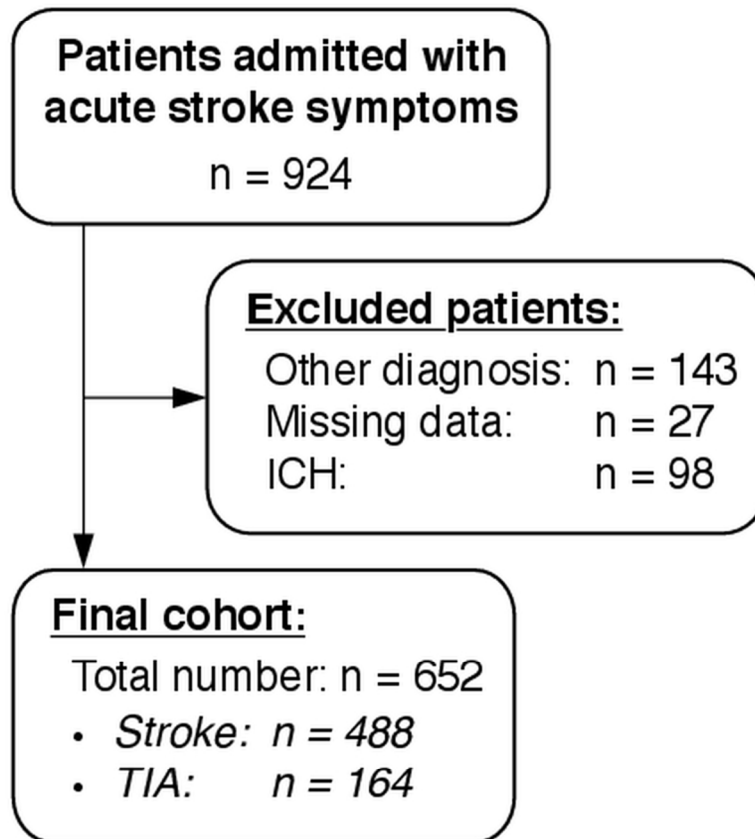 Patients admitted with
acute stroke symptoms
n = 924
Excluded patients:
Other diagnosis: n = 143
Missing data: n = 27
ICH: n = 98
Final cohort:
Total number: n = 652
• Stroke: n = 488
• TIA: n = 164